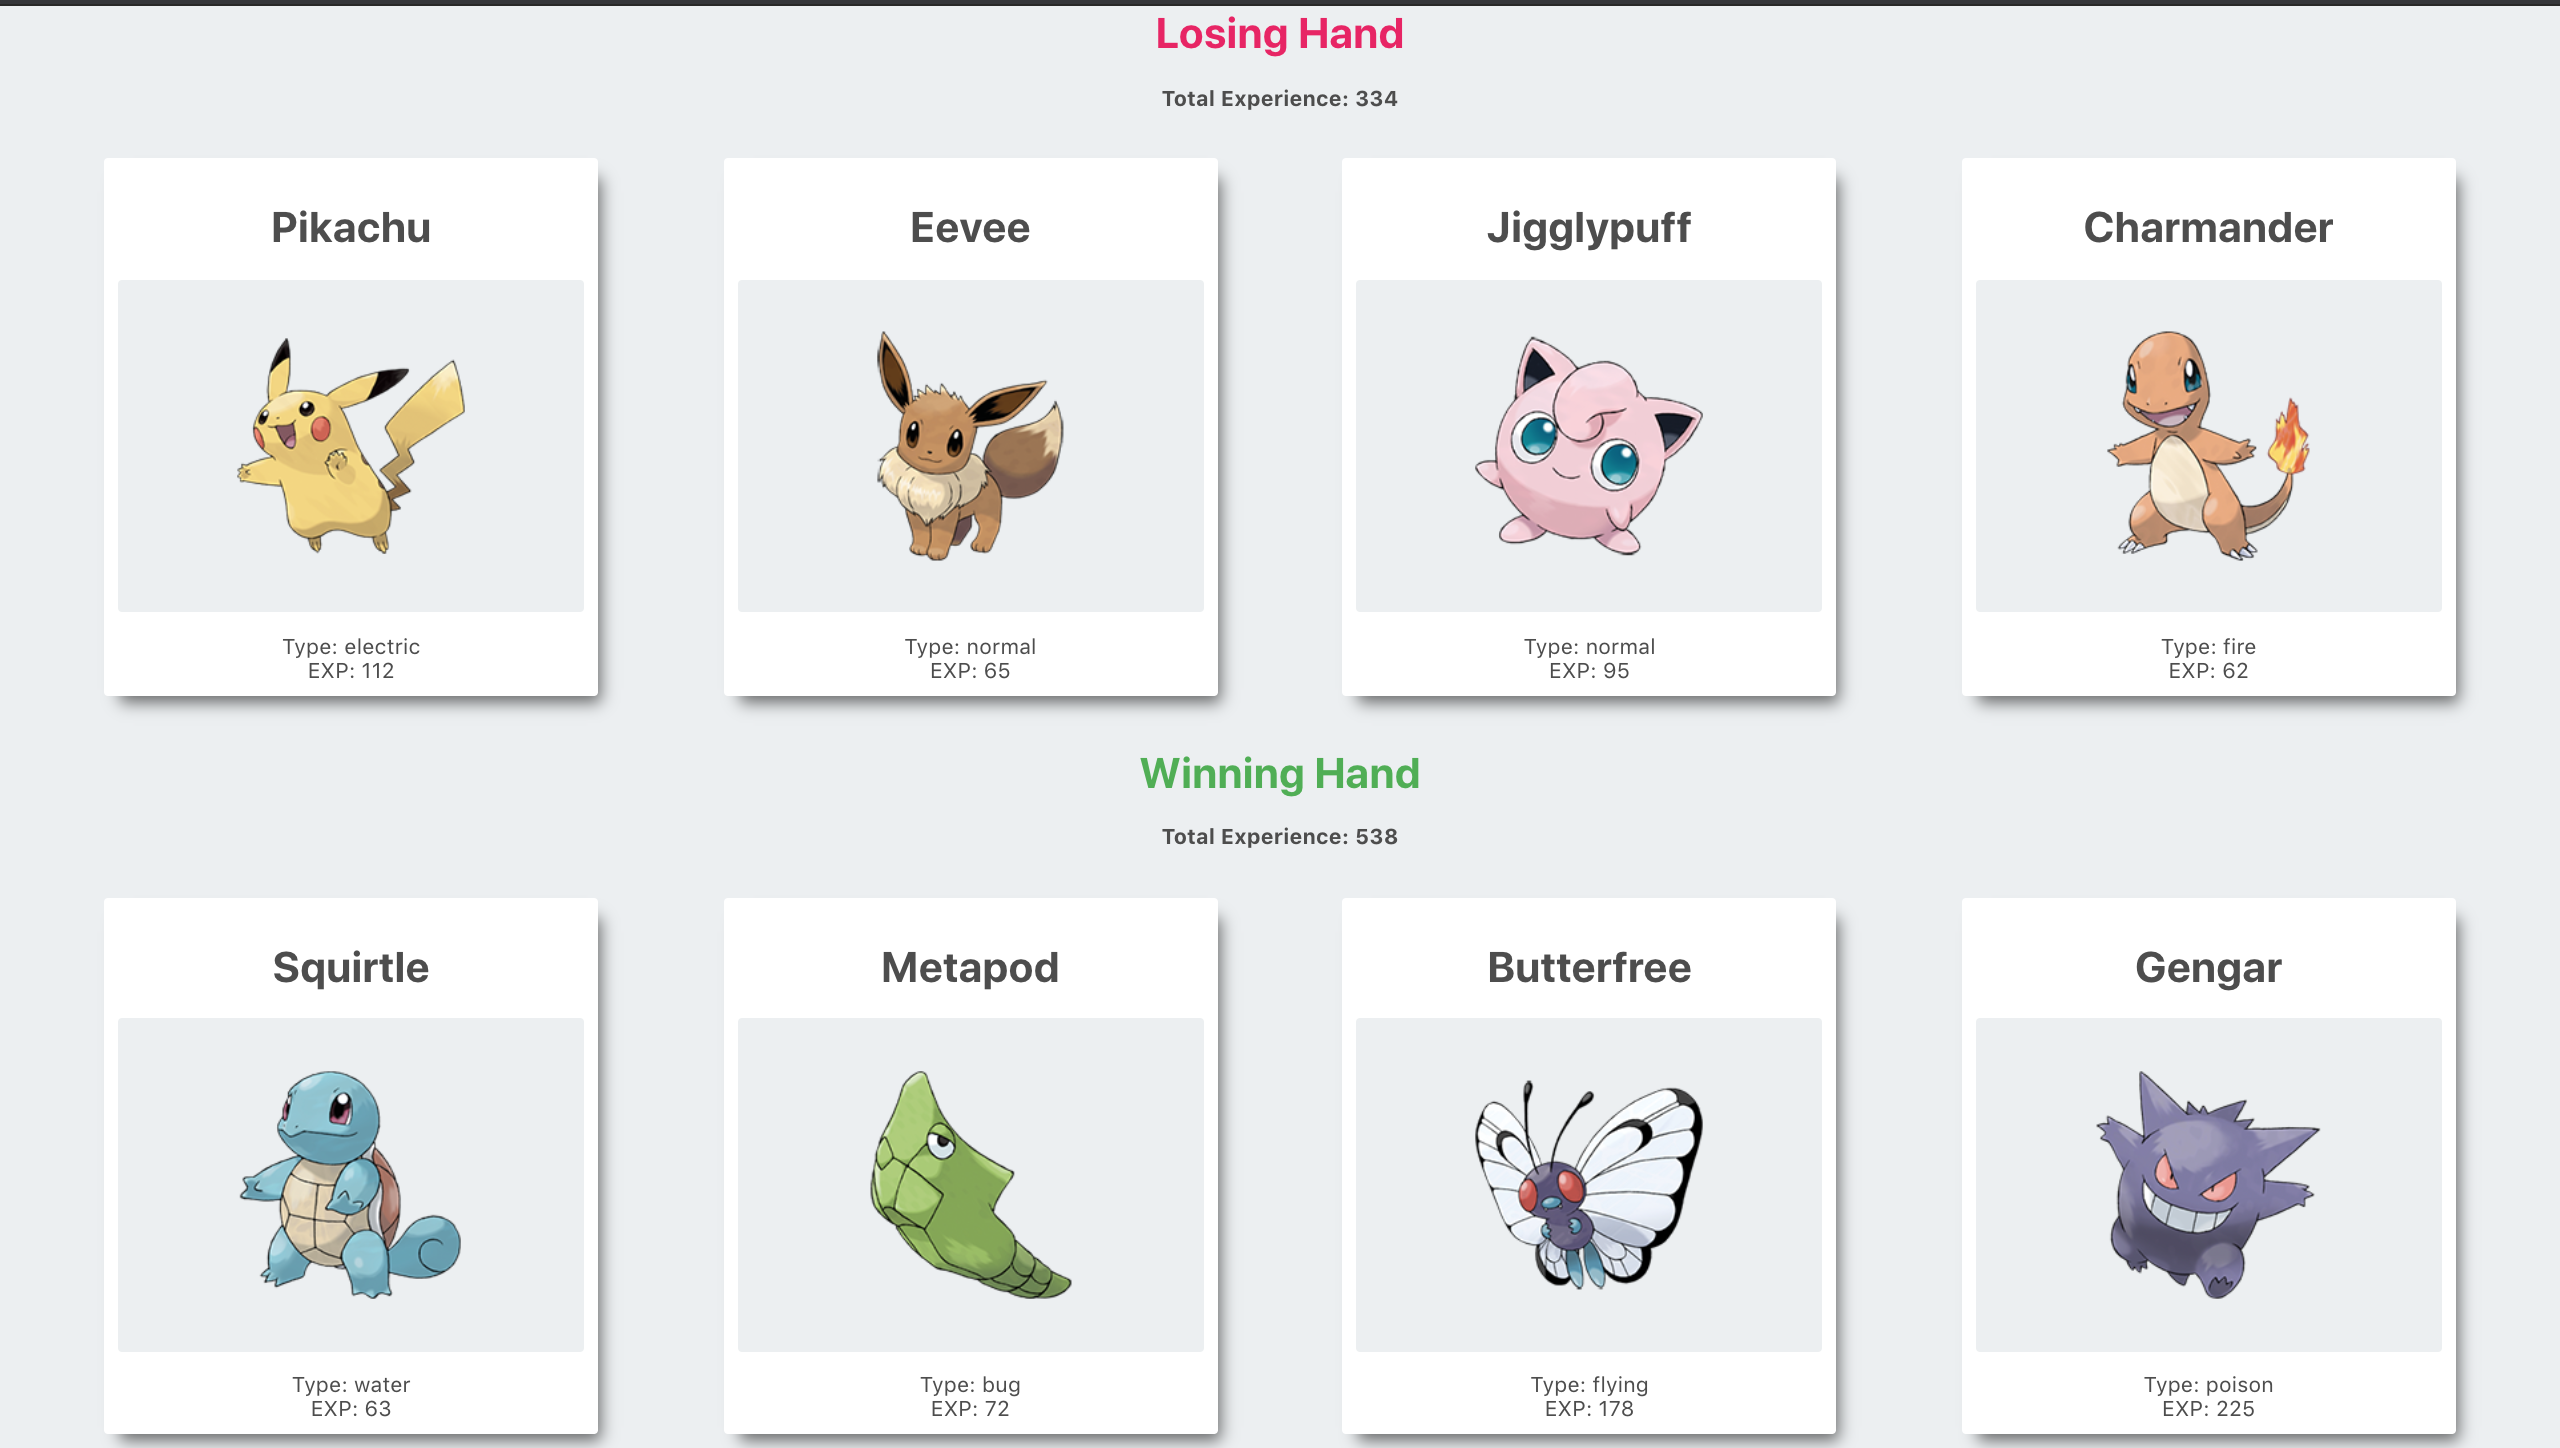 Losing Hand
Total Experience: 334
Pikachu
Type: electric
EXP: 112
Eevee
Type: normal
EXP: 65
Jigglypuff
Type: normal
EXP: 95
Charmander
Type: fire
EXP: 62
Winning Hand
Total Experience: 538
Squirtle
Type: water
EXP: 63
Metapod
Type: bug
EXP: 72
Butterfree
Type: flying
EXP: 178
Gengar
Type: poison
EXP: 225